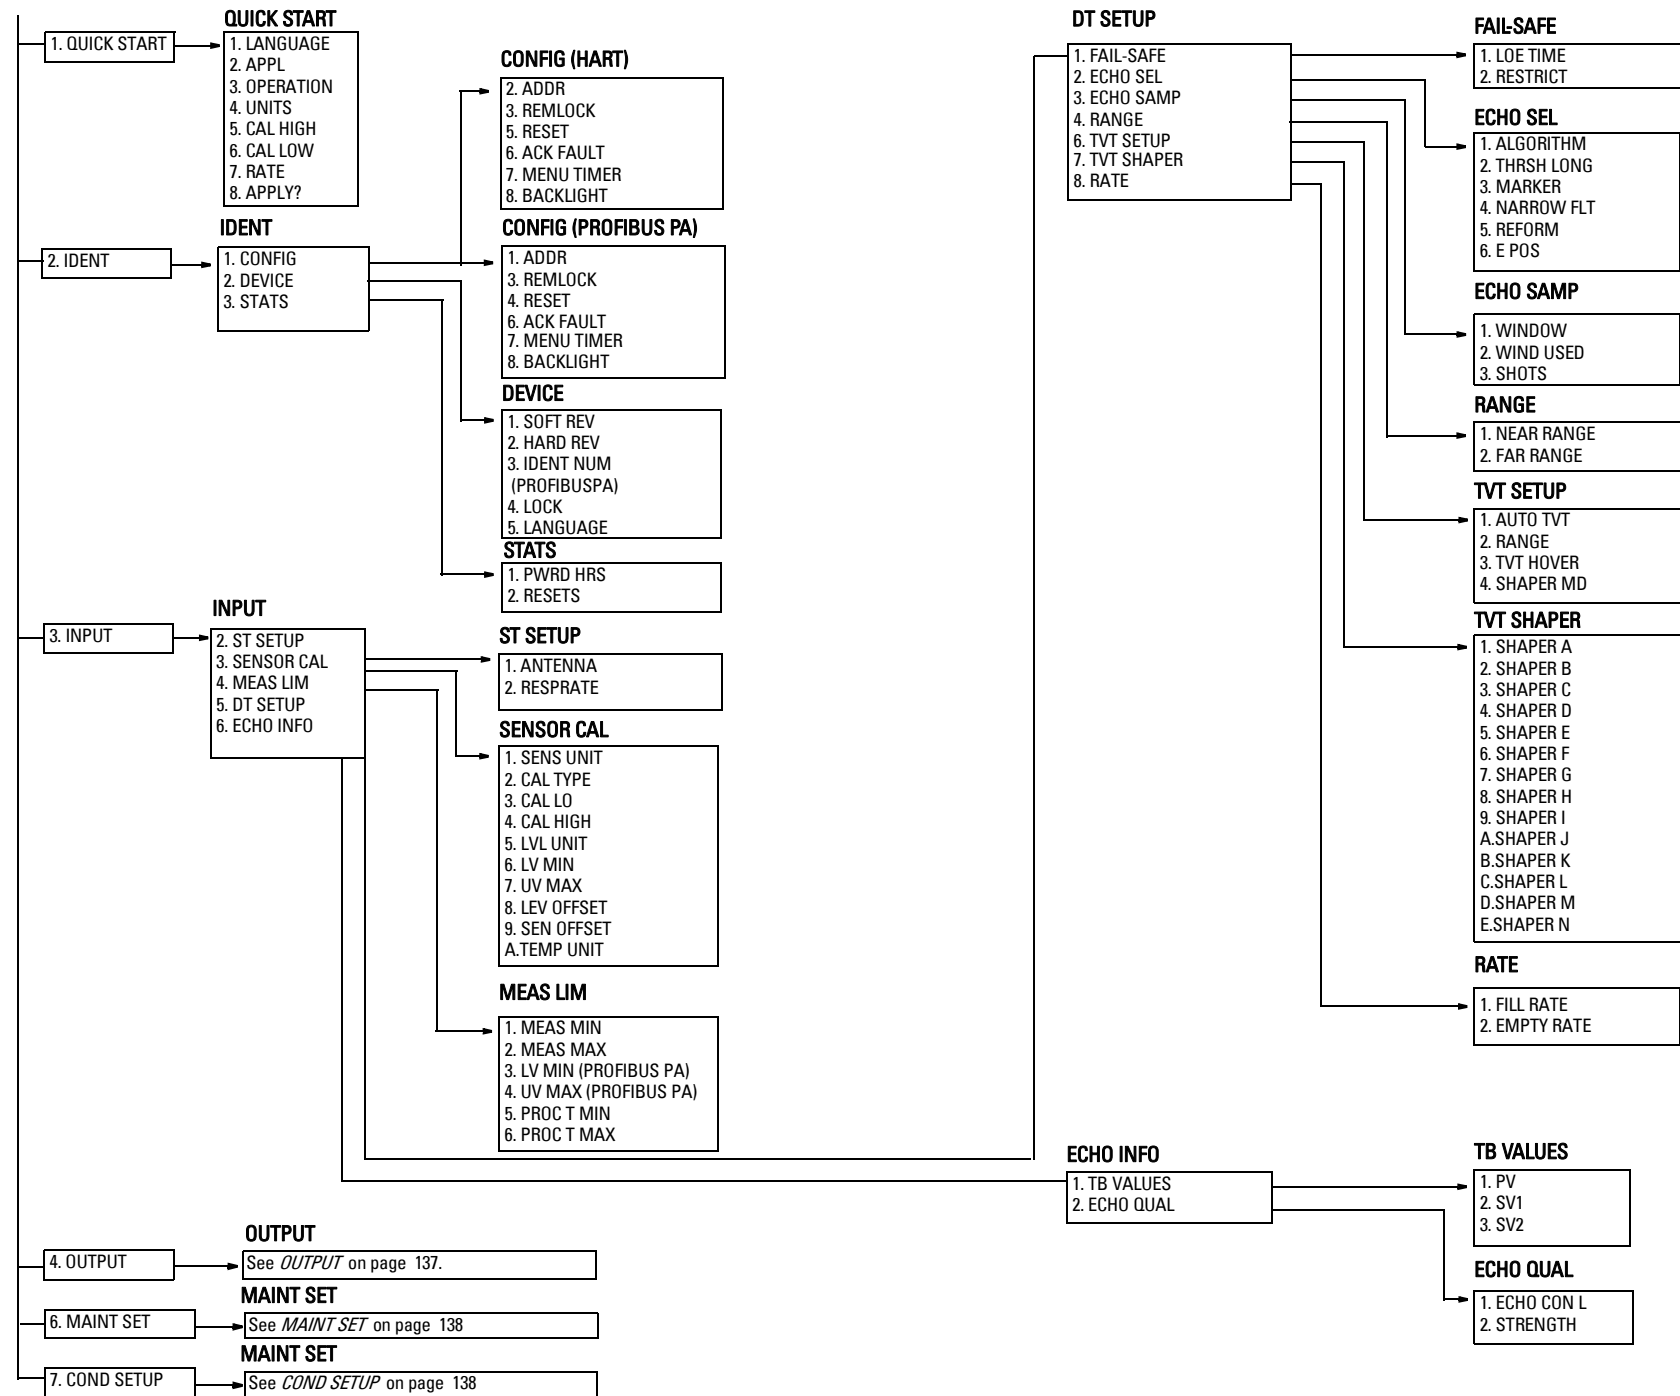 QUICK START
1. QUICK START
1. LANGUAGE
2. APPL
3. OPERATION
4. UNITS
5. CAL HIGH
6. CAL LOW
7. RATE
8. APPLY?
IDENT
2. IDENT
1. CONFIG
2. DEVICE
3. STATS
CONFIG (HART)
2. ADDR
3. REMLOCK
5. RESET
6. ACK FAULT
7. MENU TIMER
8. BACKLIGHT
CONFIG (PROFIBUS PA)
1. ADDR
3. REMLOCK
4. RESET
6. ACK FAULT
7. MENU TIMER
8. BACKLIGHT
DEVICE
1. SOFT REV
2. HARD REV
3. IDENT NUM
(PROFIBUSPA)
4. LOCK
5. LANGUAGE
STATS
1. PWRD HRS
2. RESETS
INPUT
3. INPUT
2. ST SETUP
3. SENSOR CAL
4. MEAS LIM
5. DT SETUP
6. ECHO INFO
ST SETUP
1. ANTENNA
2. RESPRATE
SENSOR CAL
1. SENS UNIT
2. CAL TYPE
3. CAL LO
4. CAL HIGH
5. LVL UNIT
6. LV MIN
7. UV MAX
8. LEV OFFSET
9. SEN OFFSET
A.TEMP UNIT
MEAS LIM
1. MEAS MIN
2. MEAS MAX
3. LV MIN (PROFIBUS PA)
4. UV MAX (PROFIBUS PA)
5. PROC T MIN
6. PROC T MAX
DT SETUP
1. FAIL-SAFE
2. ECHO SEL
3. ECHO SAMP
4. RANGE
6. TVT SETUP
7. TVT SHAPER
8. RATE
FAIL-SAFE
1. LOE TIME
2. RESTRICT
ECHO SEL
1. ALGORITHM
2. THRSH LONG
3. MARKER
4. NARROW FLT
5. REFORM
6. E POS
ECHO SAMP
1. WINDOW
2. WIND USED
3. SHOTS
RANGE
1. NEAR RANGE
2. FAR RANGE
TVT SETUP
1. AUTO TVT
2. RANGE
3. TVT HOVER
4. SHAPER MD
TVT SHAPER
1. SHAPER A
2. SHAPER B
3. SHAPER C
4. SHAPER D
5. SHAPER E
6. SHAPER F
7. SHAPER G
8. SHAPER H
9. SHAPER I
A.SHAPER J
B.SHAPER K
C.SHAPER L
D.SHAPER M
E.SHAPER N
RATE
1. FILL RATE
2. EMPTY RATE
ECHO INFO
1. TB VALUES
2. ECHO QUAL
TB VALUES
1. PV
2. SV1
3. SV2
ECHO QUAL
1. ECHO CON L
2. STRENGTH
OUTPUT
4. OUTPUT
See OUTPUT on page 137.
MAINT SET
6. MAINT SET
See MAINT SET on page 138
MAINT SET
7. COND SETUP
See COND SETUP on page 138